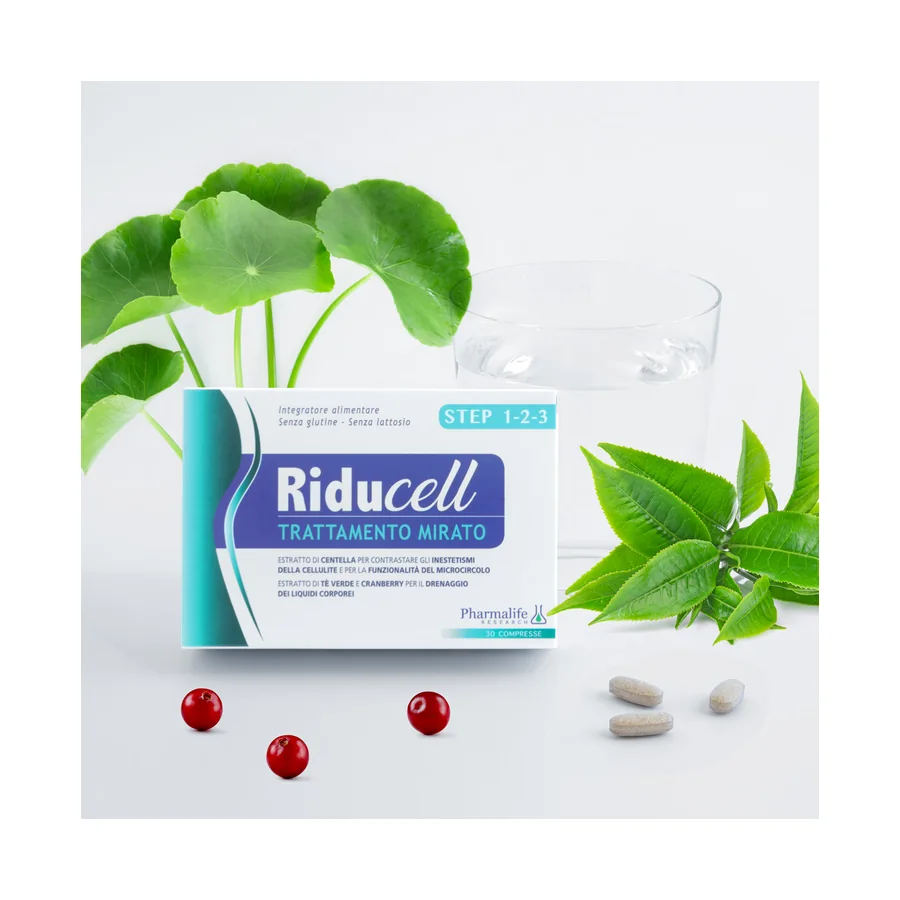 Integratore alimentare
Senza glutine - Senza lattosio
STEP 1-2-3
Riducell
TRATTAMENTO MIRATO
ESTRATTO DI CENTELLA PER CONTRASTARE GLI INESTETISMI
DELLA CELLULITE E PER LA FUNZIONALITÀ DEL MICROCIRCOLO
ESTRATTO DI TÈ VERDE E CRANBERRY PER IL DRENAGGIO
DEI LIQUIDI CORPOREI
Pharmalife
RESEARCH
30 COMPRESSE